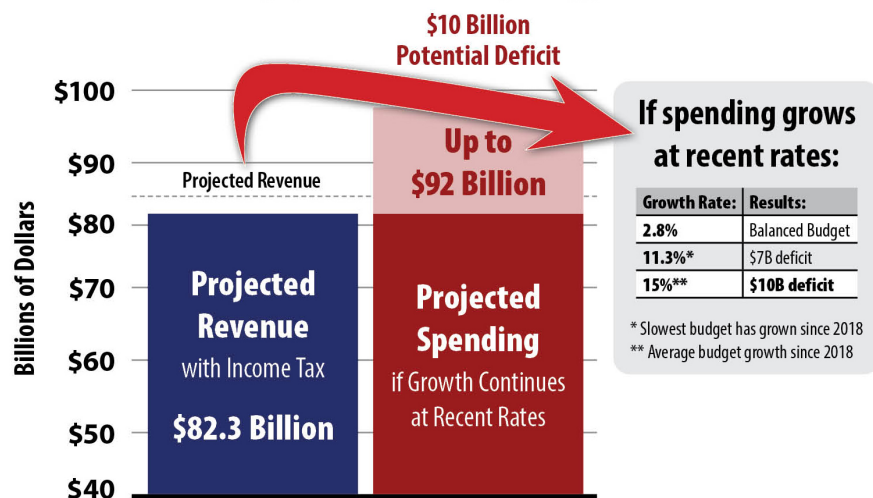 $10 Billion
Potential Deficit
Billions of Dollars
$100
$90
$80
$70
$60
$50
$40
Projected Revenue
Projected
Revenue
with Income Tax
$82.3 Billion
Up to
$92 Billion
Projected
Spending
if Growth Continues
at Recent Rates
If spending grows
at recent rates:
Growth Rate: Results:
2.8% Balanced Budget
11.3%* $7B deficit
15%** $10B deficit
* Slowest budget has grown since 2018
** Average budget growth since 2018